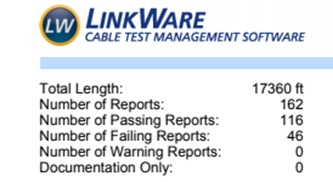 LW LINKWARE
CABLE TEST MANAGEMENT SOFTWARE
Total Length: 17360 ft
Number of Reports: 162
Number of Passing Reports: 116
Number of Failing Reports: 46
Number of Warning Reports: 0
Documentation Only: 0